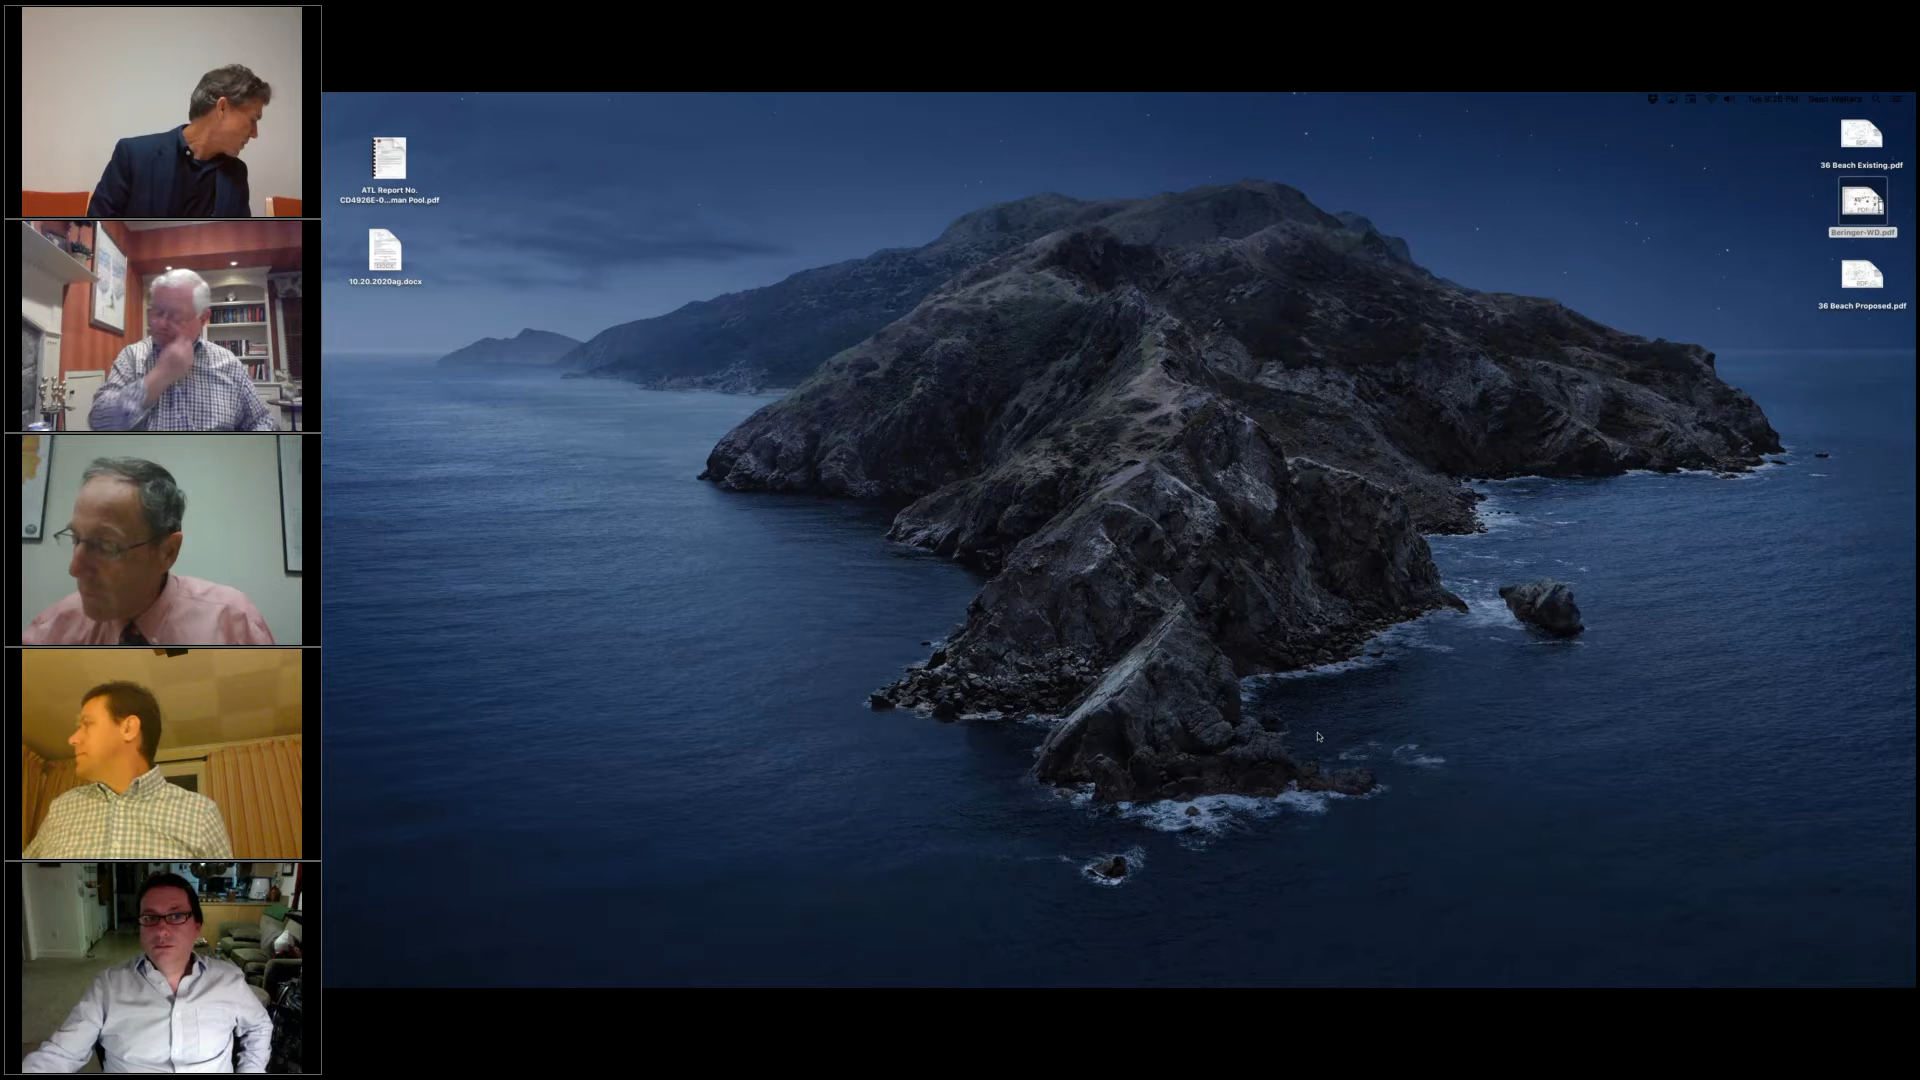 ATL Report No.
CD4926E-0...man Pool.pdf
10.20.2020ag.docx
36 Beach Existing.pdf
Beringer-WD.pdf
36 Beach Proposed.pdf